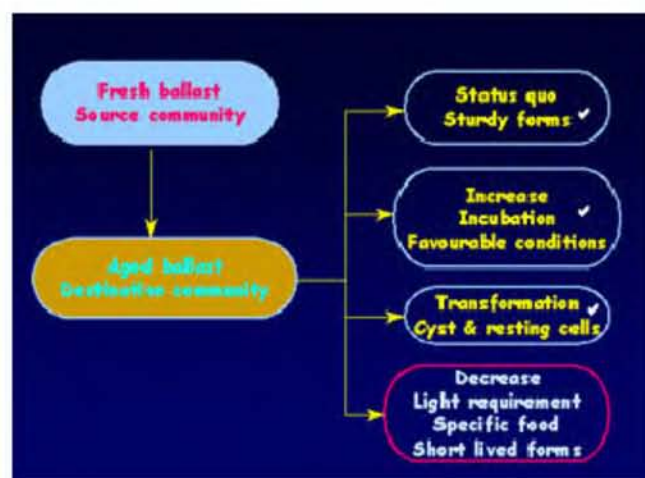 Fresh ballast
Source community
Aged ballast
Destination community
Status quo
Sturdy forms
Increase
Incubation
Favourable conditions
Transformation
Cyst & resting cells
Decrease
Light requirement
Specific food
Short lived forms